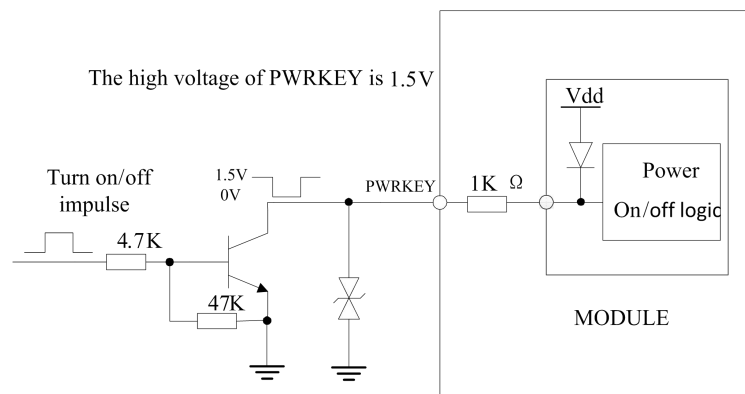 The high voltage of PWRKEY is 1.5V
Vdd
Power
On/off logic
Turn on/off
impulse
1.5V
0V
PWRKEY
1K Ω
4.7K
47K
MODULE